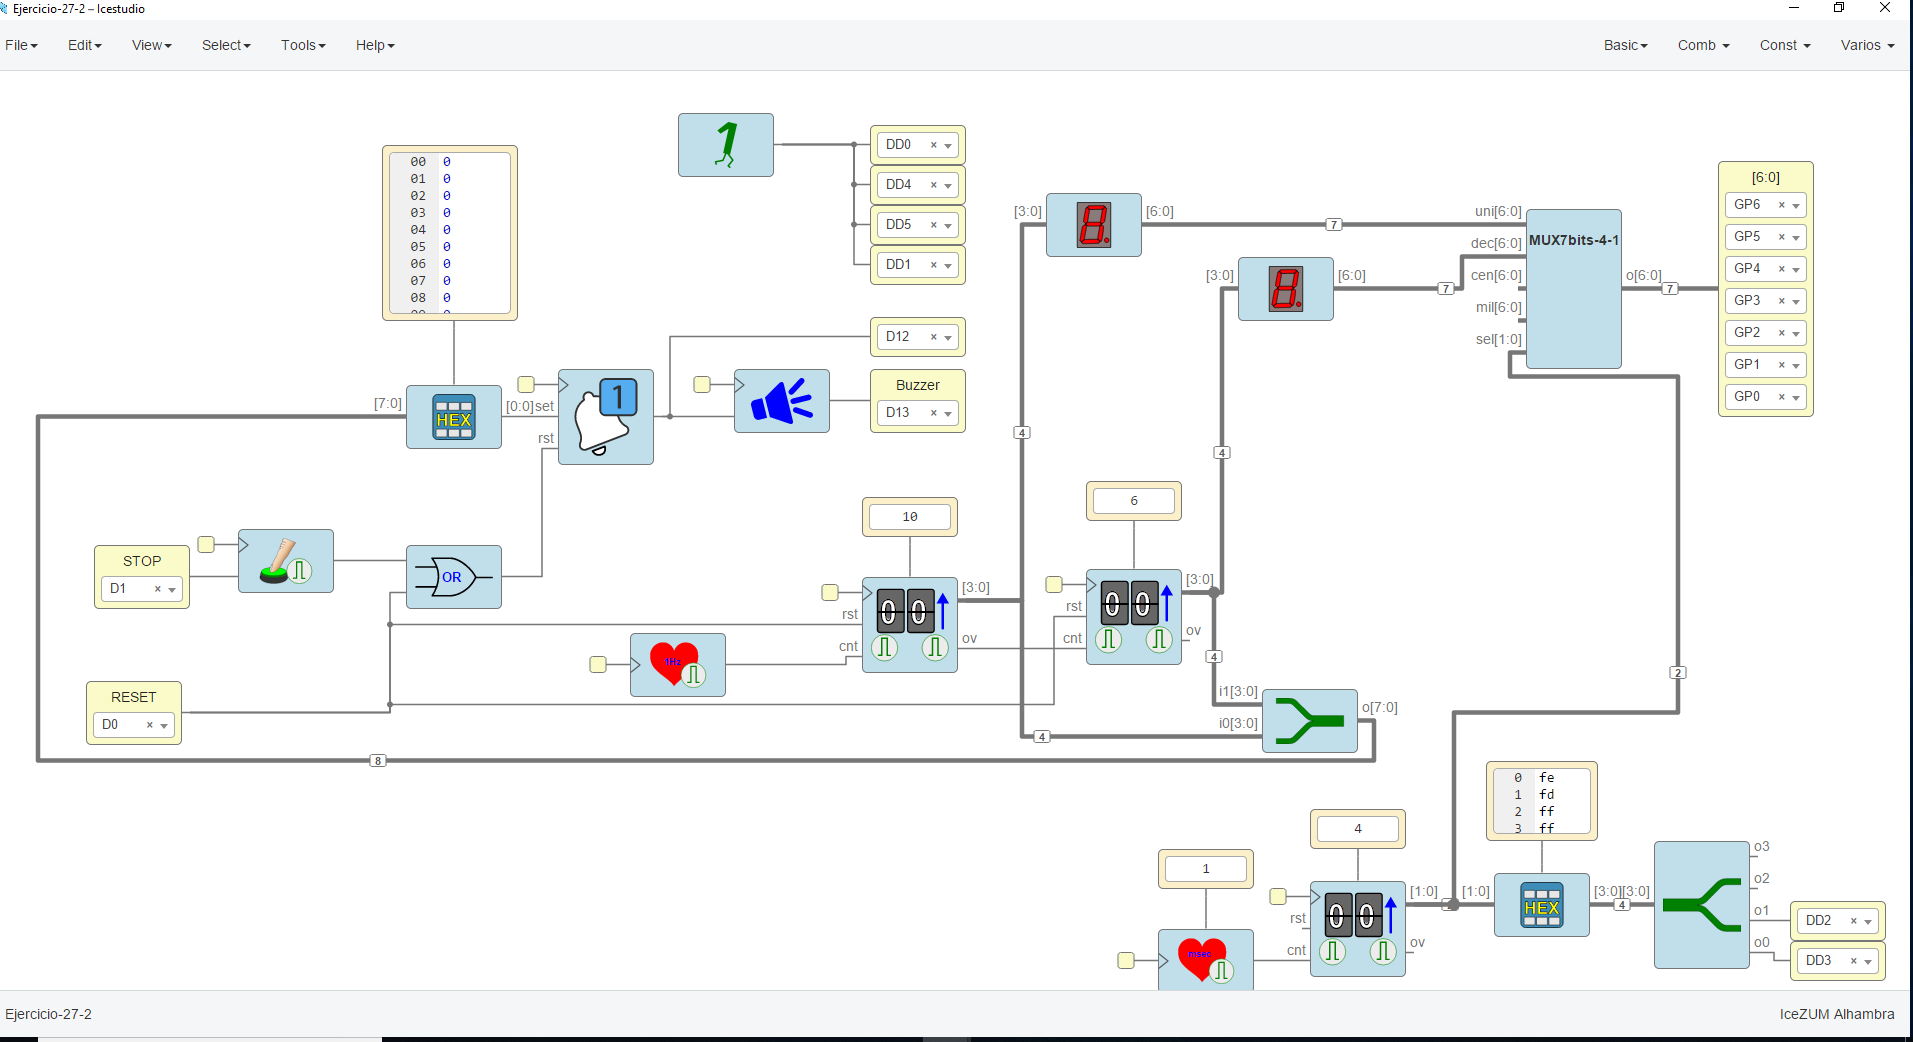 Ejercicio-27-2 – Icestudio
File Edit View Select Tools Help Basic Comb Const Varios
1
DD0 ×
DD4 ×
DD5 ×
DD1 ×
00 0
01 0
02 0
03 0
04 0
05 0
06 0
07 0
08 0
[3:0] [6:0]
7
[3:0] [6:0]
7
uni[6:0]
dec[6:0]
cen[6:0]
mil[6:0]
sel[1:0]
MUX7bits-4-1
o[6:0]
7
[6:0]
GP6 ×
GP5 ×
GP4 ×
GP3 ×
GP2 ×
GP1 ×
GP0 ×
D12 ×
Buzzer
D13 ×
[7:0] HEX [0:0] set
rst
1
4
4
STOP
D1 ×
OR
RESET
D0 ×
1Hz
10
rst
cnt
00
[3:0]
ov
6
rst
cnt
00
[3:0]
ov
4
i1[3:0]
i0[3:0]
o[7:0]
4
8
2
1
msec
4
rst
cnt
00
[1:0]
ov
0 fe
1 fd
2 ff
3 ff
[1:0] HEX [3:0] [3:0]
4
o3
o2
o1
o0
DD2 ×
DD3 ×
Ejercicio-27-2 IceZUM Alhambra